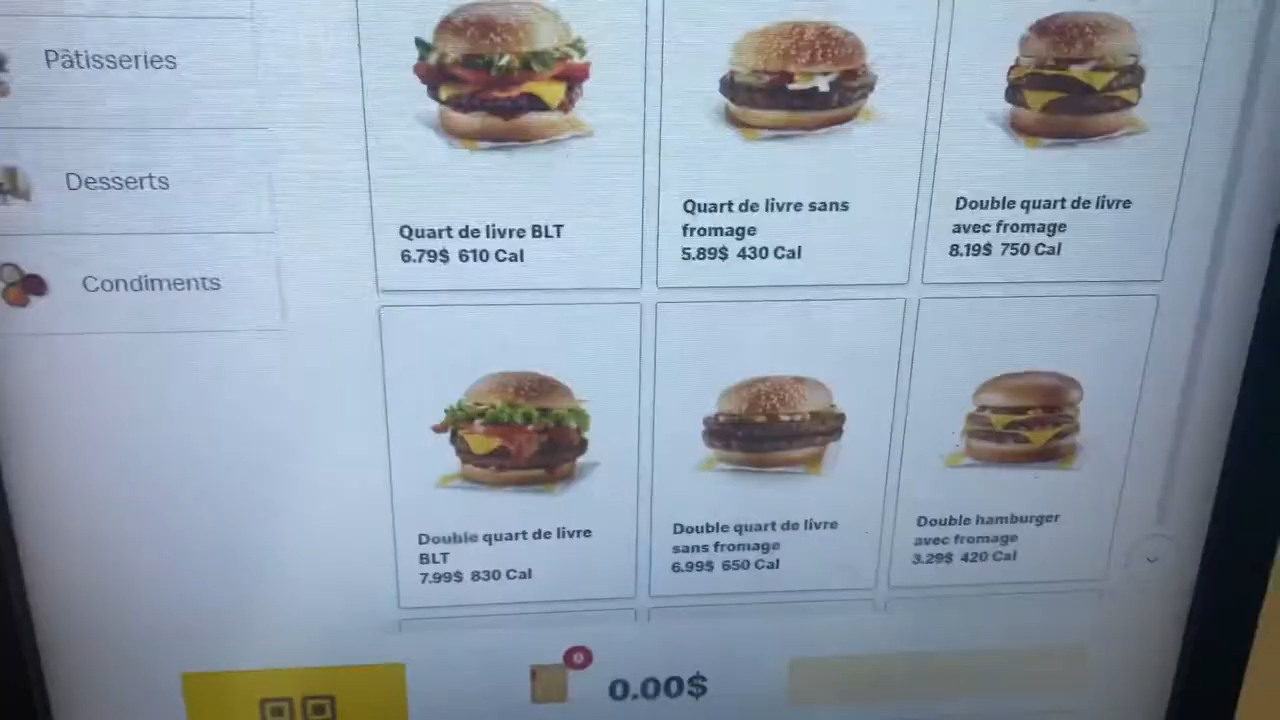 Pâtisseries
Desserts
Condiments
Quart de livre BLT
6.79$ 610 Cal
Quart de livre sans
fromage
5.89$ 430 Cal
Double quart de livre
avec fromage
8.19$ 750 Cal
Double quart de livre
BLT
7.99$ 830 Cal
Double quart de livre
sans fromage
6.99$ 650 Cal
Double hamburger
avec fromage
3.29$ 420 Cal
0
0.00$